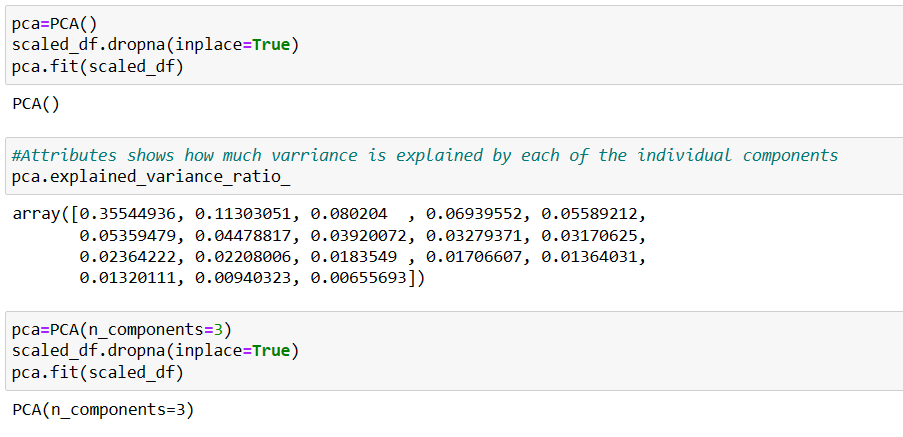 pca=PCA()
scaled_df.dropna(inplace=True)
pca.fit(scaled_df)
PCA()
#Attributes shows how much varriance is explained by each of the individual components
pca.explained_variance_ratio_
array([0.35544936, 0.11303051, 0.080204  , 0.06939552, 0.05589212,
       0.05359479, 0.04478817, 0.03920072, 0.03279371, 0.03170625,
       0.02364222, 0.02208006, 0.0183549 , 0.01706607, 0.01364031,
       0.01320111, 0.00940323, 0.00655693])
pca=PCA(n_components=3)
scaled_df.dropna(inplace=True)
pca.fit(scaled_df)
PCA(n_components=3)